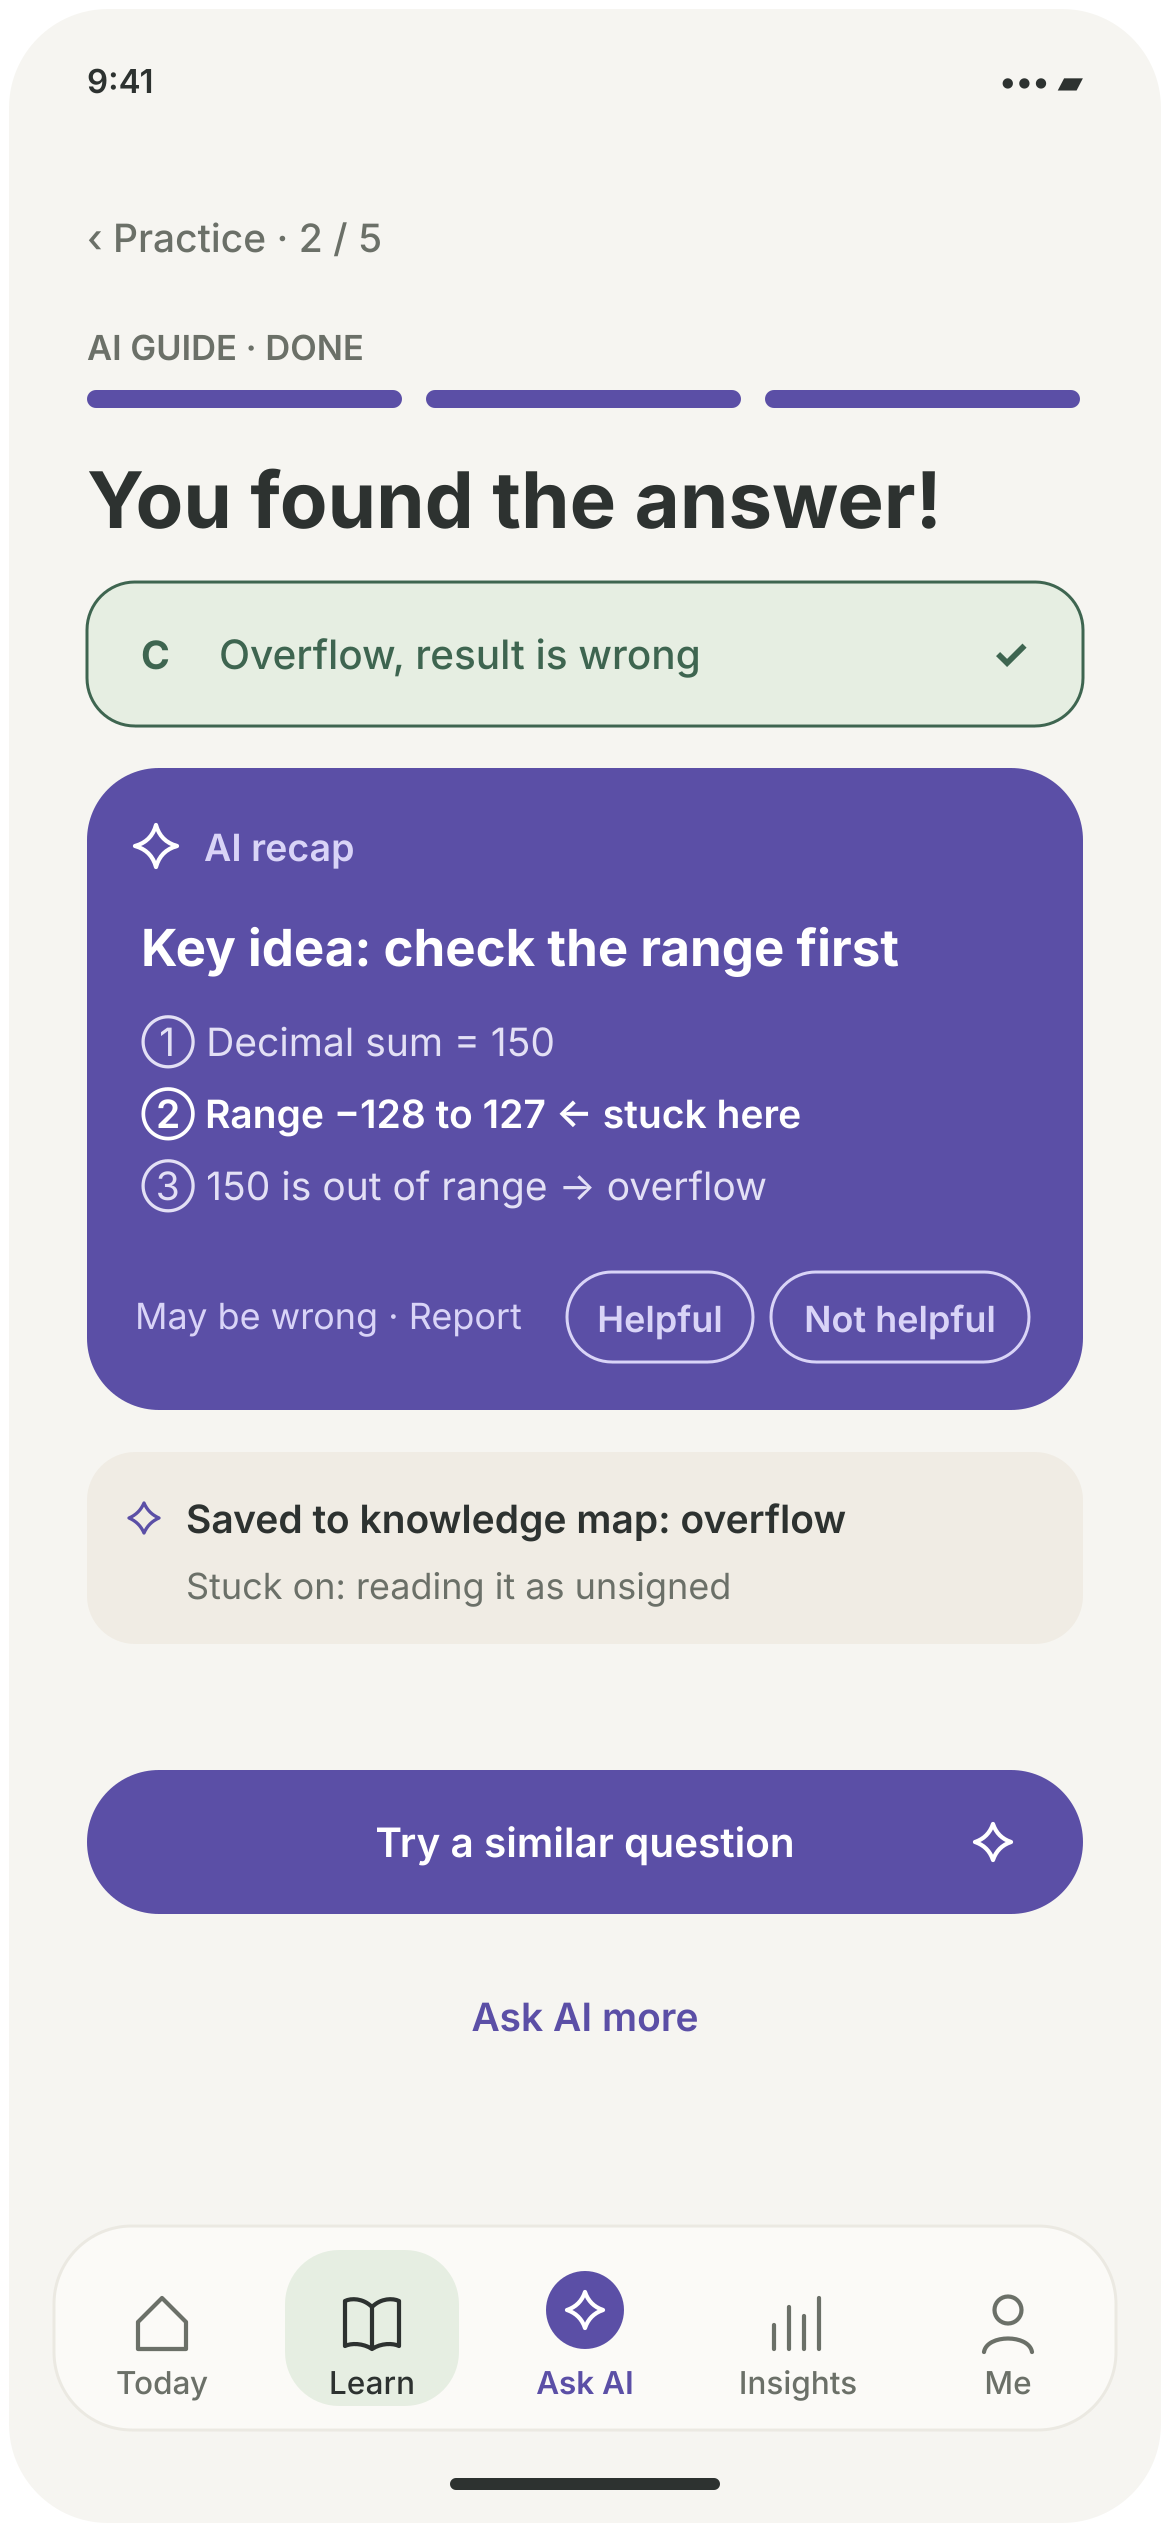 9:41
‹ Practice · 2 / 5
AI GUIDE · DONE
You found the answer!
C Overflow, result is wrong ✓
AI recap
Key idea: check the range first
① Decimal sum = 150
② Range −128 to 127 ← stuck here
③ 150 is out of range → overflow
May be wrong · Report Helpful Not helpful
Saved to knowledge map: overflow
Stuck on: reading it as unsigned
Try a similar question
Ask AI more
Today Learn Ask AI Insights Me